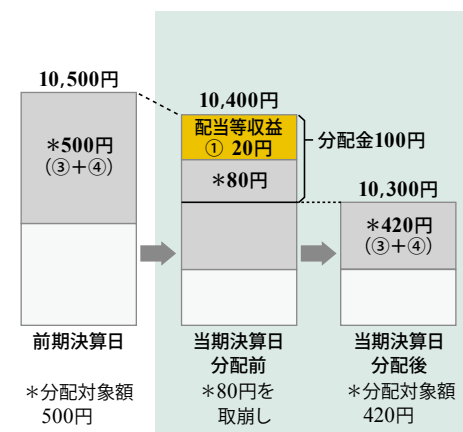 10,500円
＊500円
（③＋④）
前期決算日
＊分配対象額
500円
10,400円
配当等収益
① 20円
＊80円
分配金100円
当期決算日
分配前
＊80円を
取崩し
10,300円
＊420円
（③＋④）
当期決算日
分配後
＊分配対象額
420円